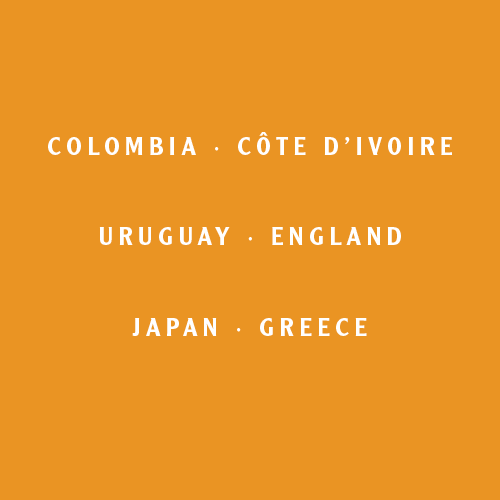 COLOMBIA · CÔTE D’IVOIRE
URUGUAY · ENGLAND
JAPAN · GREECE